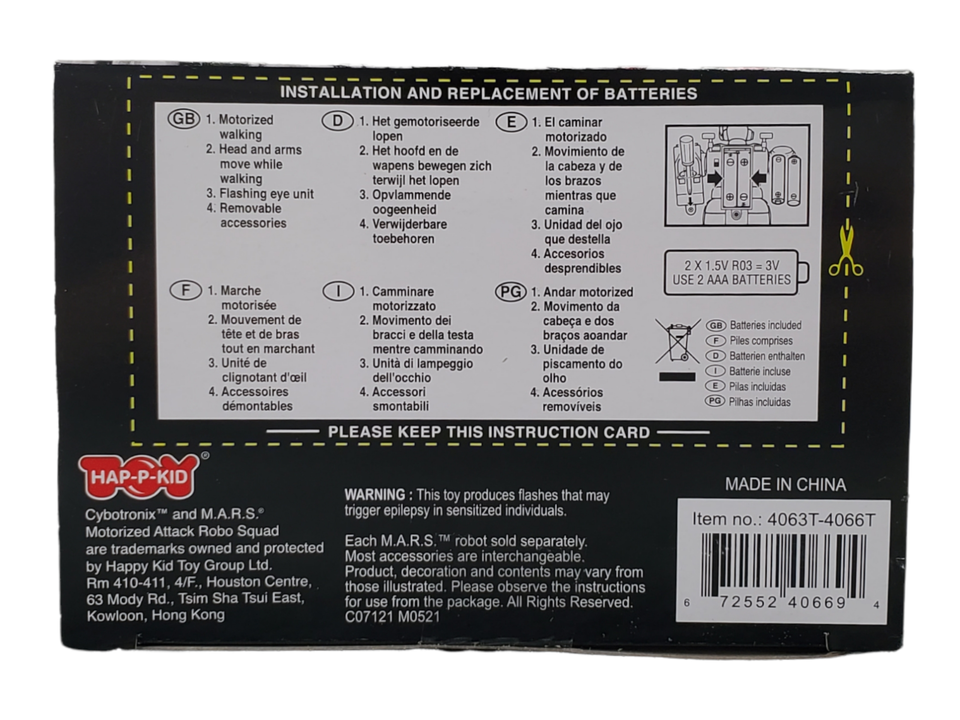 INSTALLATION AND REPLACEMENT OF BATTERIES
GB
1. Motorized
walking
2. Head and arms
move while
walking
3. Flashing eye unit
4. Removable
accessories
D
1. Het gemotoriseerde
lopen
2. Het hoofd en de
wapens bewegen zich
terwijl het lopen
3. Opvlammende
oogeenheid
4. Verwijderbare
toebehoren
E
1. El caminar
motorizado
2. Movimiento de
la cabeza y de
los brazos
mientras que
camina
3. Unidad del ojo
que destella
4. Accesorios
desprendibles
F
1. Marche
motorisée
2. Mouvement de
tête et de bras
tout en marchant
3. Unité de
clignotant d'œil
4. Accessoires
démontables
I
1. Camminare
motorizzato
2. Movimento dei
bracci e della testa
mentre camminando
3. Unità di lampeggio
dell'occhio
4. Accessori
smontabili
PG
1. Andar motorized
2. Movimento da
cabeça e dos
braços aoandar
3. Unidade de
piscamento do
olho
4. Acessórios
removíveis
2 X 1.5V R03 = 3V
USE 2 AAA BATTERIES
GB Batteries included
F Piles comprises
D Batterien enthalten
I Batterie incluse
E Pilas incluidas
PG Pilhas incluidas
PLEASE KEEP THIS INSTRUCTION CARD
HAP-P-KID®
Cybotronix™ and M.A.R.S.®
Motorized Attack Robo Squad
are trademarks owned and protected
by Happy Kid Toy Group Ltd.
Rm 410-411, 4/F., Houston Centre,
63 Mody Rd., Tsim Sha Tsui East,
Kowloon, Hong Kong
WARNING : This toy produces flashes that may
trigger epilepsy in sensitized individuals.
Each M.A.R.S.™ robot sold separately.
Most accessories are interchangeable.
Product, decoration and contents may vary from
those illustrated. Please observe the instructions
for use from the package. All Rights Reserved.
C07121 M0521
MADE IN CHINA
Item no.: 4063T-4066T
6 72552 40669 4